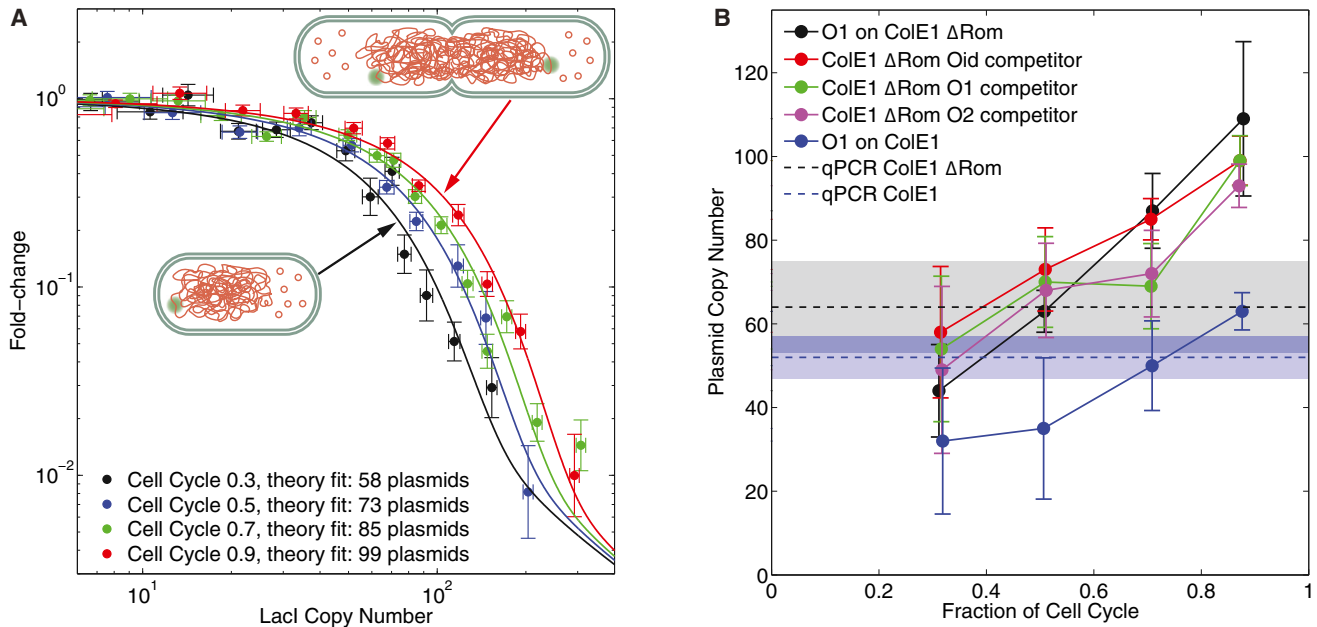 A
Fold–change
10⁰
10⁻¹
10⁻²
Cell Cycle 0.3, theory fit: 58 plasmids
Cell Cycle 0.5, theory fit: 73 plasmids
Cell Cycle 0.7, theory fit: 85 plasmids
Cell Cycle 0.9, theory fit: 99 plasmids
10¹
10²
LacI Copy Number
B
Plasmid Copy Number
120
100
80
60
40
20
0
O1 on ColE1 ΔRom
ColE1 ΔRom Oid competitor
ColE1 ΔRom O1 competitor
ColE1 ΔRom O2 competitor
O1 on ColE1
qPCR ColE1 ΔRom
qPCR ColE1
0
0.2
0.4
0.6
0.8
1
Fraction of Cell Cycle